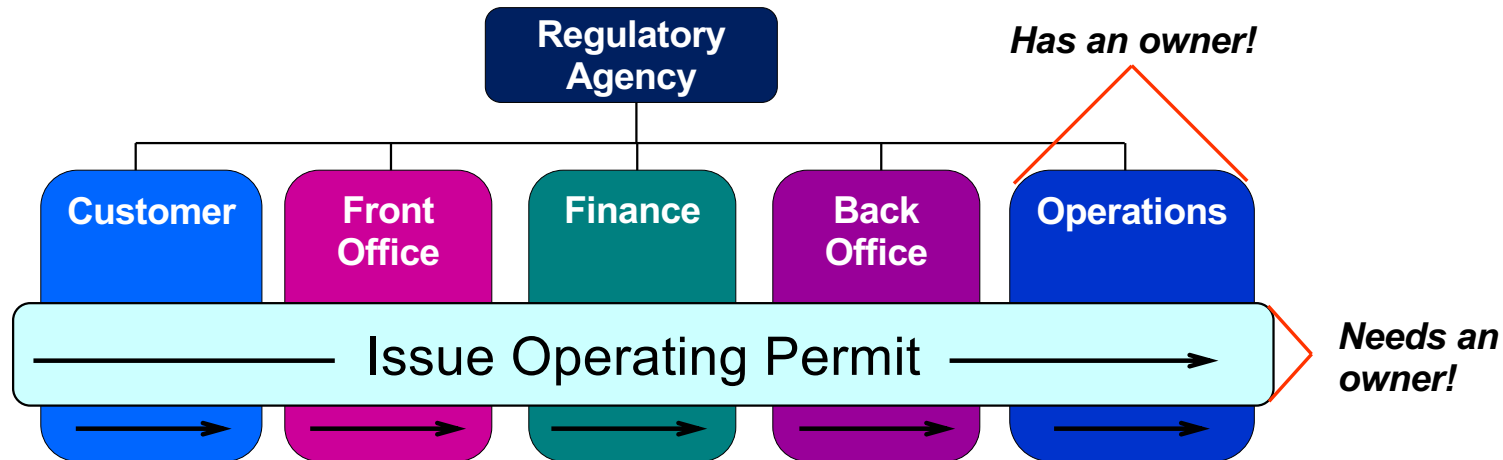 Regulatory
Agency
Has an owner!
Customer
Front
Office
Finance
Back
Office
Operations
Issue Operating Permit
Needs an
owner!